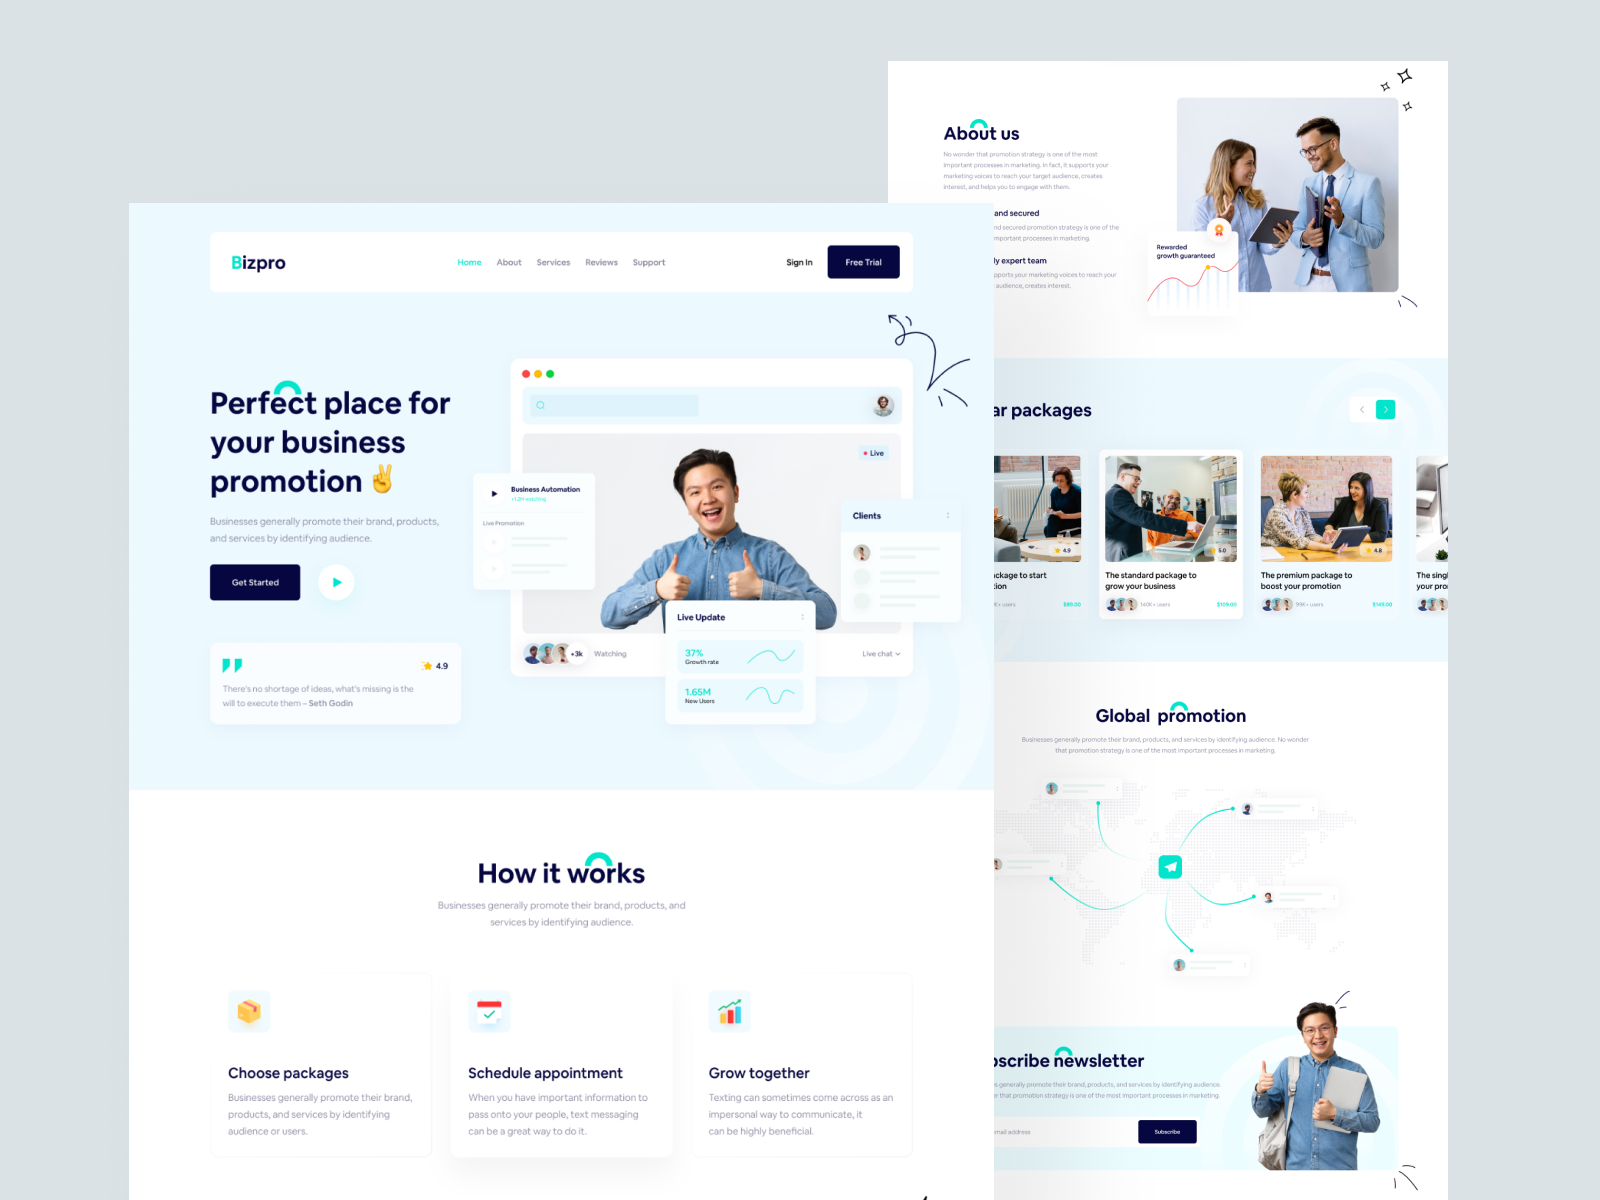 Bizpro
Home
About
Services
Reviews
Support
Sign In
Free Trial
Perfect place for
your business
promotion
Businesses generally promote their brand, products,
and services by identifying audience.
Get Started
4.9
There's no shortage of ideas, what's missing is the
will to execute them – Seth Godin
Live
Business Automation
+12M watching
Live Promotion
Clients
Live Update
37%
Growth rate
1.65M
New Users
+3k
Watching
Live chat
How it works
Businesses generally promote their brand, products, and
services by identifying audience.
Choose packages
Businesses generally promote their brand,
products, and services by identifying
audience or users.
Schedule appointment
When you have important information to
pass onto your people, text messaging
can be a great way to do it.
Grow together
Texting can sometimes come across as an
impersonal way to communicate, it
can be highly beneficial.
About us
No wonder that promotion strategy is one of the most
important processes in marketing. In fact, it supports your
marketing voices to reach your target audience, creates
interest, and helps you to engage with them.
and secured
nd secured promotion strategy is one of the
important processes in marketing.
ly expert team
pports your marketing voices to reach your
audience, creates interest.
Rewarded
growth guaranteed
ar packages
4.9
ckage to start
tion
K+ users
$89.00
5.0
The standard package to
grow your business
140K+ users
$109.00
4.8
The premium package to
boost your promotion
99K+ users
$149.00
The singl
your pro
Global promotion
Businesses generally promote their brand, products, and services by identifying audience. No wonder
that promotion strategy is one of the most important processes in marketing.
oscribe newsletter
es generally promote their brand, products, and services by identifying audience
er that promotion strategy is one of the most important processes in marketing.
mail address
Subscribe